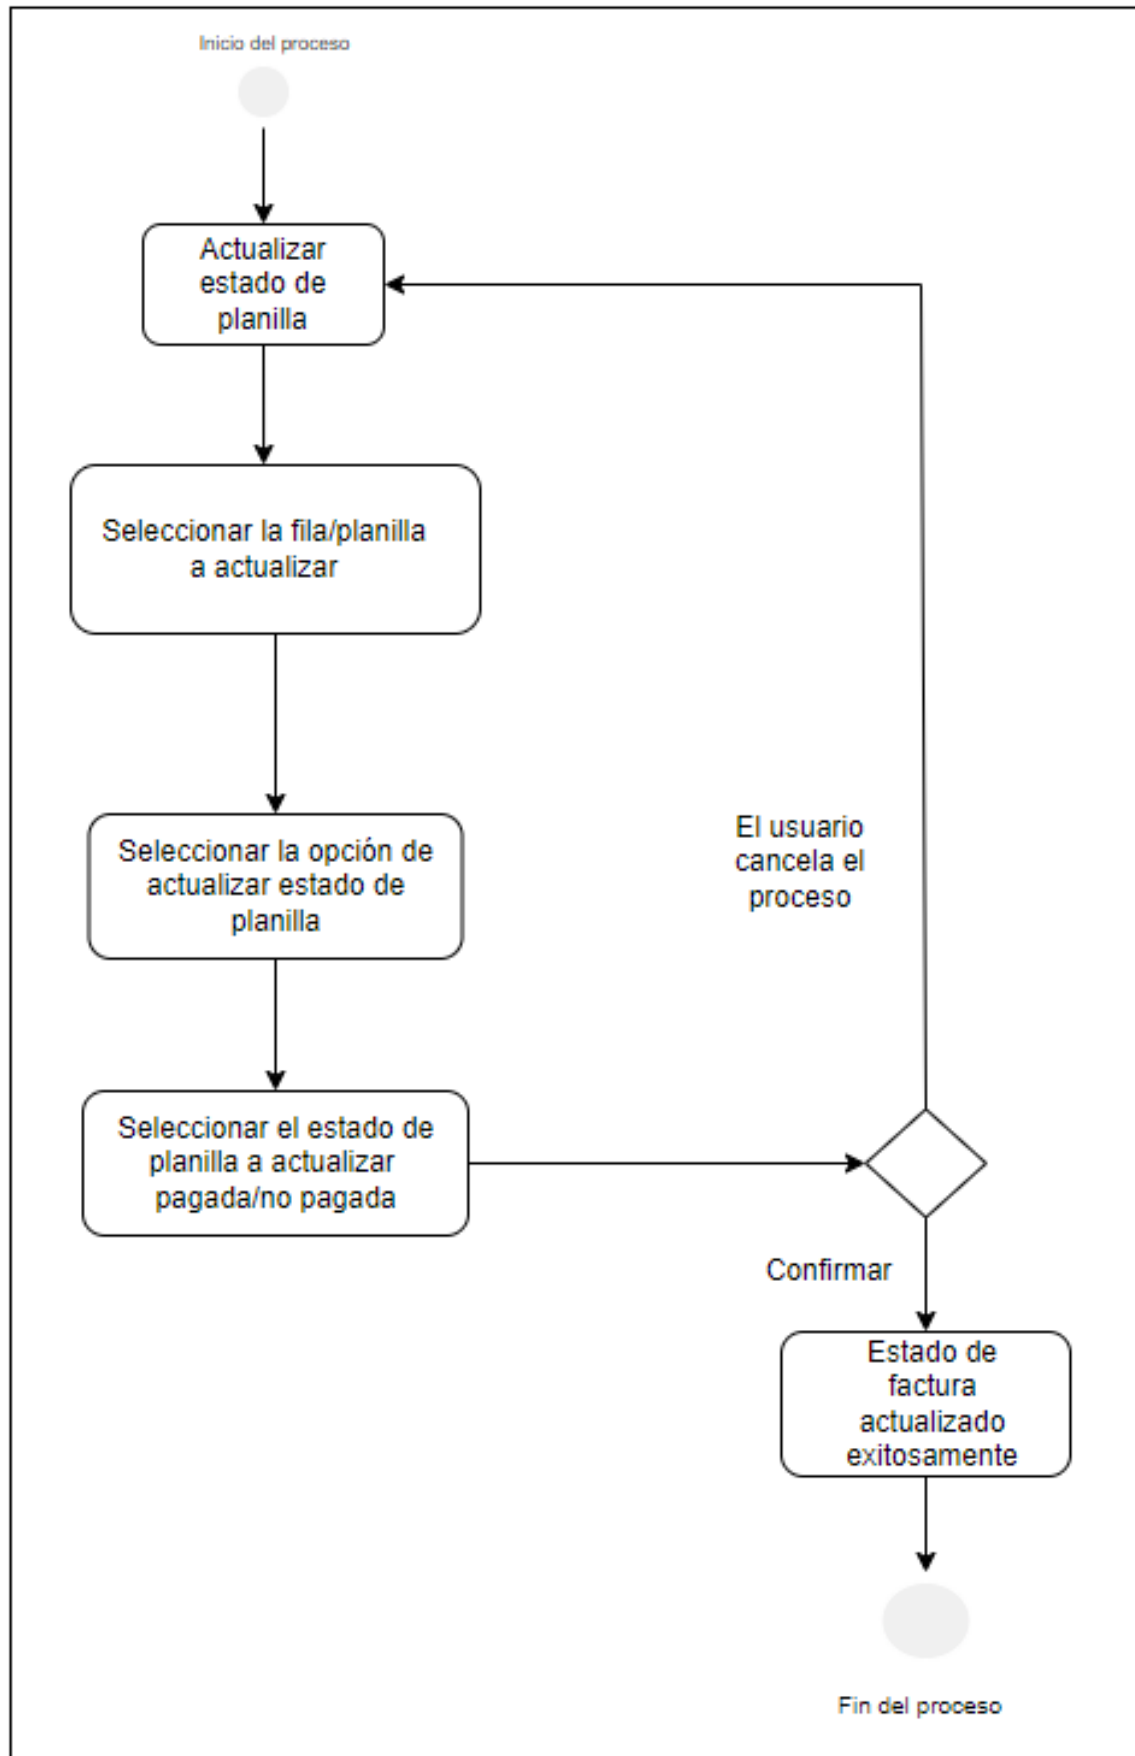 Inicio del proceso
Actualizar
estado de
planilla
Seleccionar la fila/planilla
a actualizar
Seleccionar la opción de
actualizar estado de
planilla
El usuario
cancela el
proceso
Seleccionar el estado de
planilla a actualizar
pagada/no pagada
Confirmar
Estado de
factura
actualizado
exitosamente
Fin del proceso